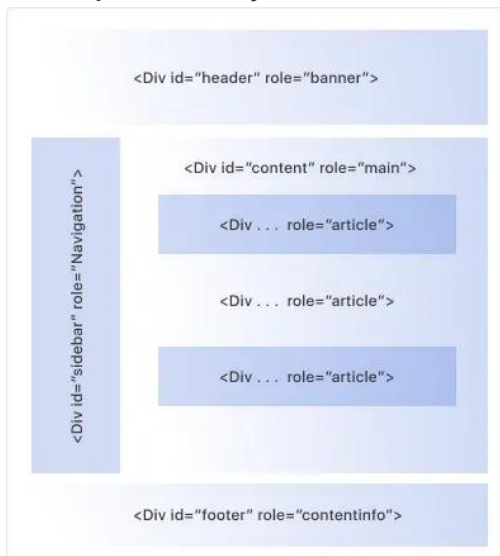 <Div id="header" role="banner">
<Div id="sidebar" role="Navigation">
<Div id="content" role="main">
<Div . . . role="article">
<Div . . . role="article">
<Div . . . role="article">
<Div id="footer" role="contentinfo">